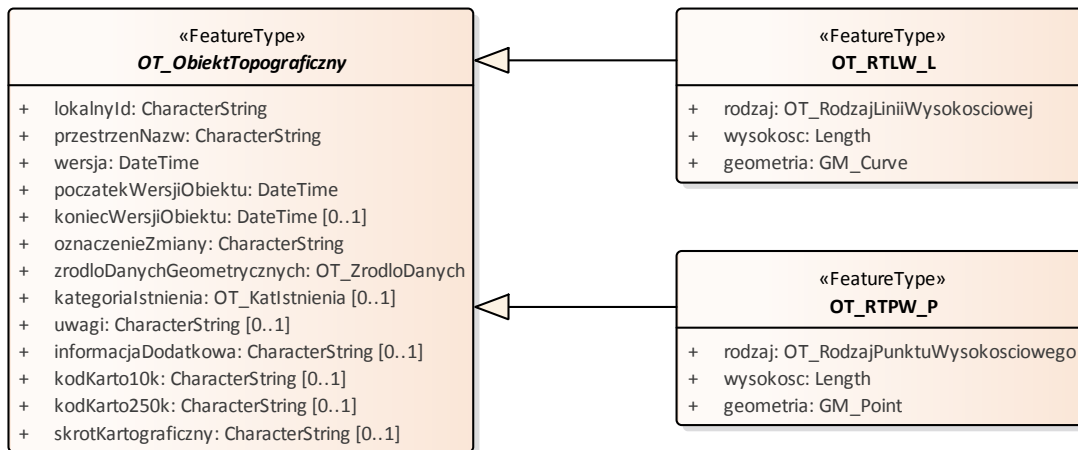 «FeatureType»
OT_ObiektTopograficzny
+ lokalnyId: CharacterString
+ przestrzenNazw: CharacterString
+ wersja: DateTime
+ poczatekWersjiObiektu: DateTime
+ koniecWersjiObiektu: DateTime [0..1]
+ oznaczenieZmiany: CharacterString
+ zrodloDanychGeometrycznych: OT_ZrodloDanych
+ kategoriaIstnienia: OT_KatIstnienia [0..1]
+ uwagi: CharacterString [0..1]
+ informacjaDodatkowa: CharacterString [0..1]
+ kodKarto10k: CharacterString [0..1]
+ kodKarto250k: CharacterString [0..1]
+ skrotKartograficzny: CharacterString [0..1]
«FeatureType»
OT_RTLW_L
+ rodzaj: OT_RodzajLiniiWysokosciowej
+ wysokosc: Length
+ geometria: GM_Curve
«FeatureType»
OT_RTPW_P
+ rodzaj: OT_RodzajPunktuWysokosciowego
+ wysokosc: Length
+ geometria: GM_Point